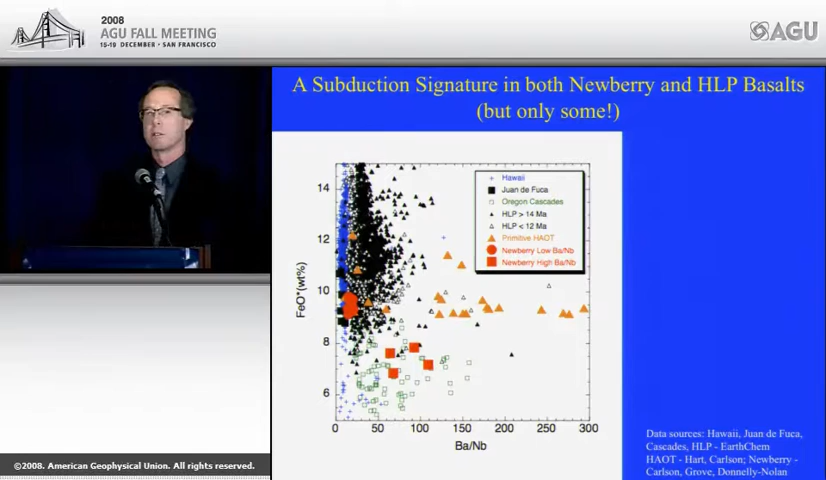 2008
AGU FALL MEETING
15-19 DECEMBER • SAN FRANCISCO
AGU
A Subduction Signature in both Newberry and HLP Basalts
(but only some!)
Hawaii
Juan de Fuca
Oregon Cascades
HLP > 14 Ma
HLP < 12 Ma
Primitive HAOT
Newberry Low Ba/Nb
Newberry High Ba/Nb
FeO*(wt%)
14
12
10
8
6
0 50 100 150 200 250 300
Ba/Nb
Data sources: Hawaii, Juan de Fuca,
Cascades, HLP - EarthChem
HAOT - Hart, Carlson; Newberry -
Carlson, Grove, Donnelly-Nolan
©2008. American Geophysical Union. All rights reserved.